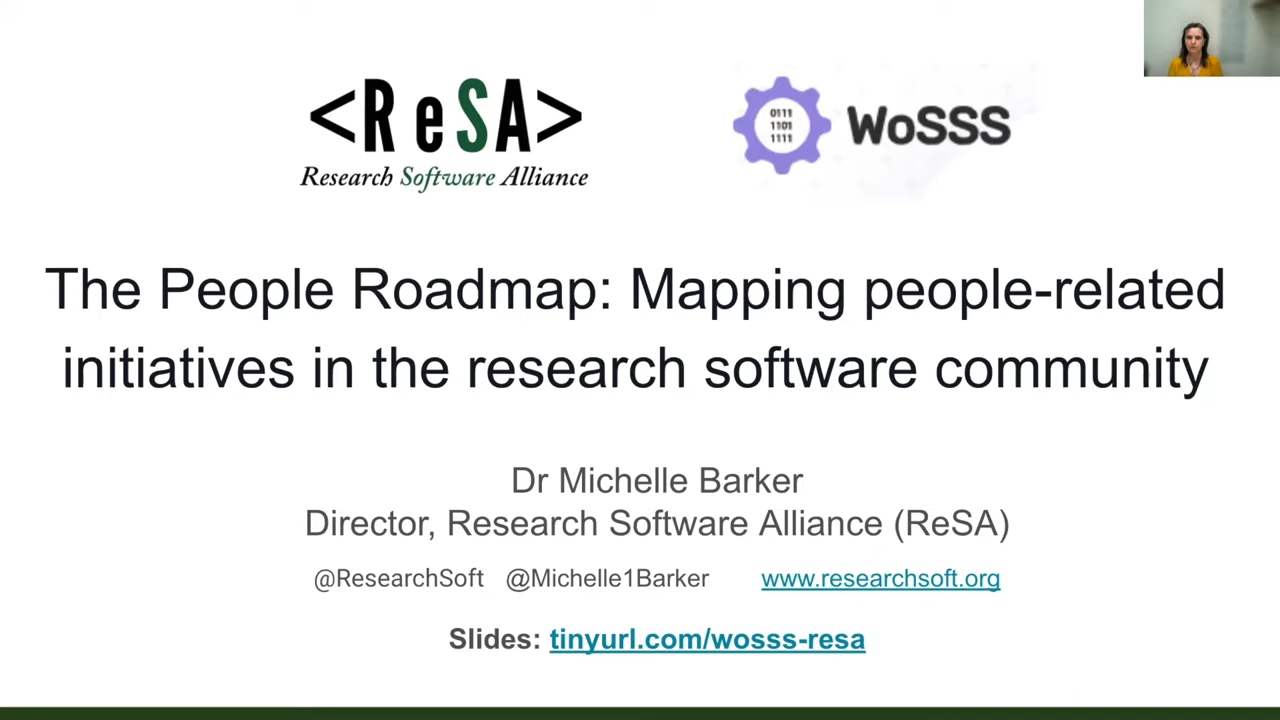 <ReSA>
Research Software Alliance
0111
1101
1111
WoSSS
The People Roadmap: Mapping people-related
initiatives in the research software community
Dr Michelle Barker
Director, Research Software Alliance (ReSA)
@ResearchSoft @Michelle1Barker www.researchsoft.org
Slides: tinyurl.com/wosss-resa